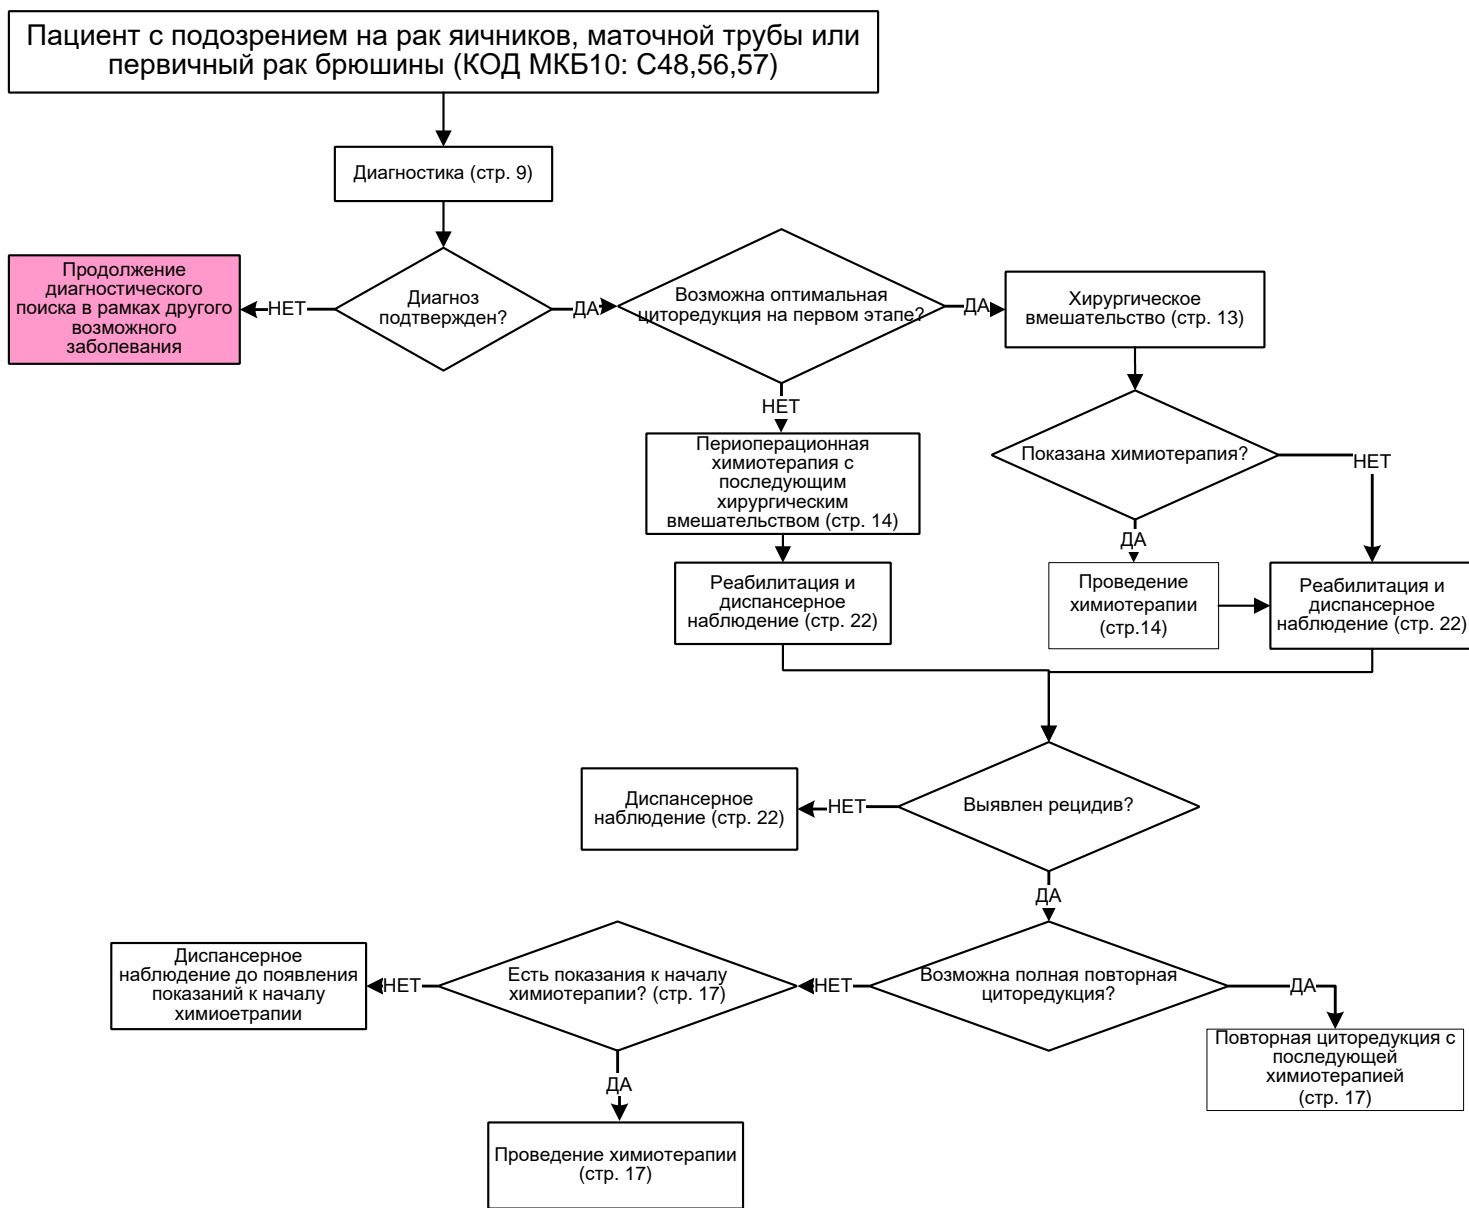 Пациент с подозрением на рак яичников, маточной трубы или
первичный рак брюшины (КОД МКБ10: C48,56,57)
Диагностика (стр. 9)
Продолжение
диагностического
поиска в рамках другого
возможного
заболевания
НЕТ
Диагноз
подтвержден?
ДА
Возможна оптимальная
циторедукция на первом этапе?
ДА
Хирургическое
вмешательство (стр. 13)
НЕТ
Периоперационная
химиотерапия с
последующим
хирургическим
вмешательством (стр. 14)
Показана химиотерапия?
НЕТ
ДА
Реабилитация и
диспансерное
наблюдение (стр. 22)
Проведение
химиотерапии
(стр.14)
Реабилитация и
диспансерное
наблюдение (стр. 22)
Диспансерное
наблюдение (стр. 22)
НЕТ
Выявлен рецидив?
ДА
Диспансерное
наблюдение до появления
показаний к началу
химиоетрапии
НЕТ
Есть показания к началу
химиотерапии? (стр. 17)
НЕТ
Возможна полная повторная
циторедукция?
ДА
Повторная циторедукция с
последующей
химиотерапией
(стр. 17)
ДА
Проведение химиотерапии
(стр. 17)